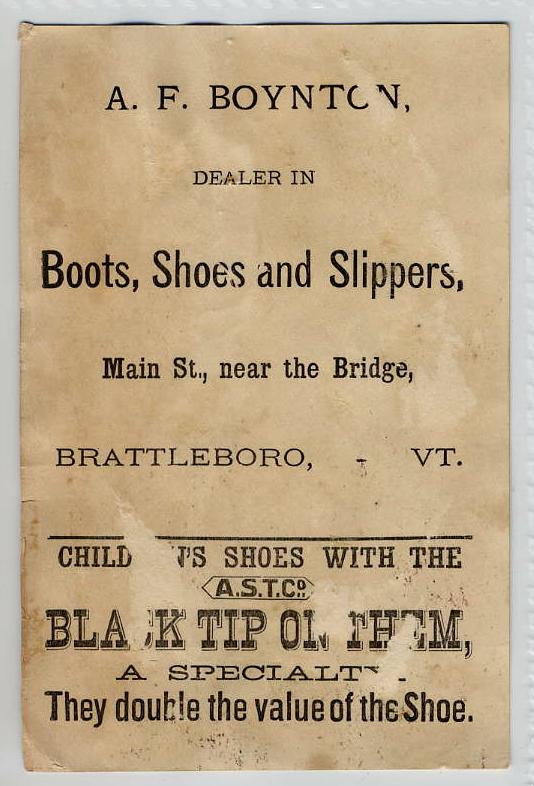 A. F. BOYNTON,
DEALER IN
Boots, Shoes and Slippers,
Main St., near the Bridge,
BRATTLEBORO, - VT.
CHILDREN'S SHOES WITH THE
A.S.T.Co.
BLACK TIP ON THEM,
A SPECIALTY.
They double the value of the Shoe.